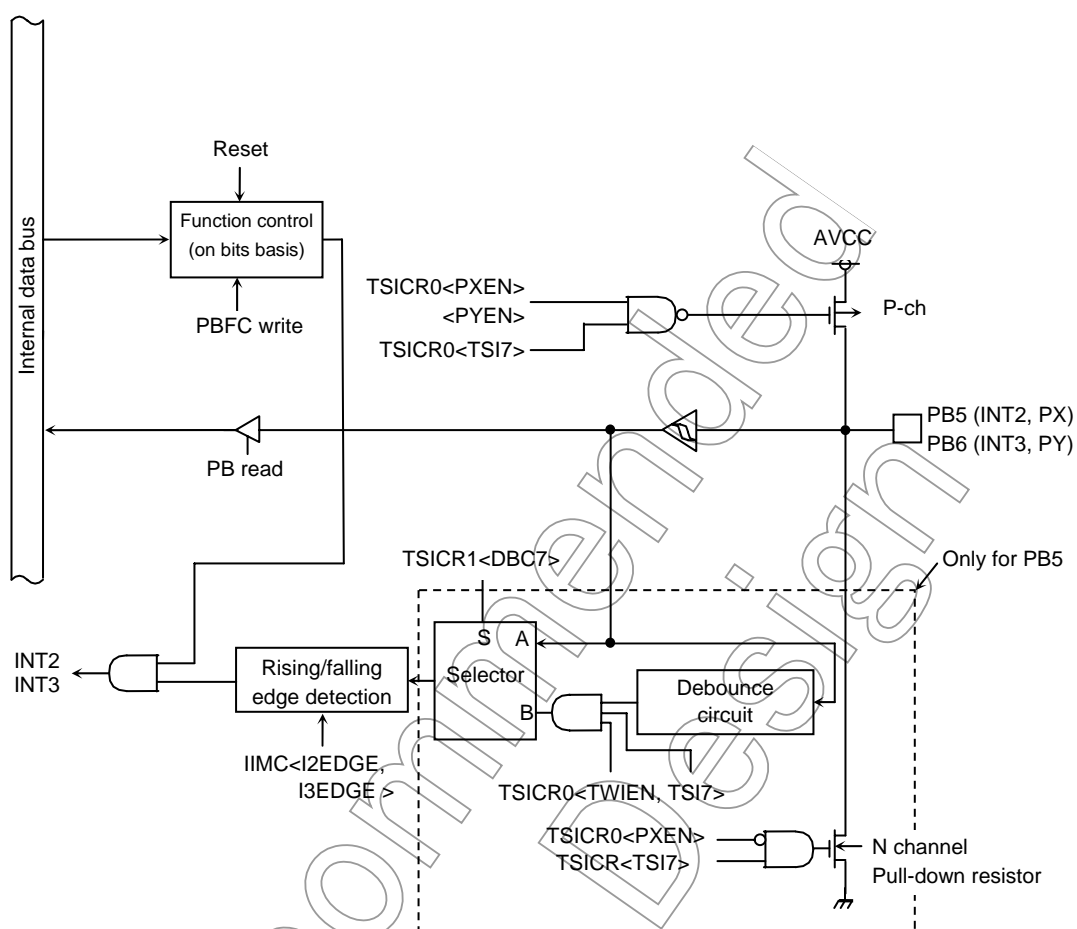 Reset
Internal data bus
Function control
(on bits basis)
PBFC write
AVCC
TSICR0<PXEN>
<PYEN>
TSICR0<TSI7>
P-ch
PB5 (INT2, PX)
PB6 (INT3, PY)
PB read
TSICR1<DBC7>
Only for PB5
INT2
INT3
Rising/falling
edge detection
S
A
Selector
B
Debounce
circuit
IIMC<I2EDGE,
I3EDGE >
TSICR0<TWIEN, TSI7>
TSICR0<PXEN>
TSICR<TSI7>
N channel
Pull-down resistor
ommended
Design